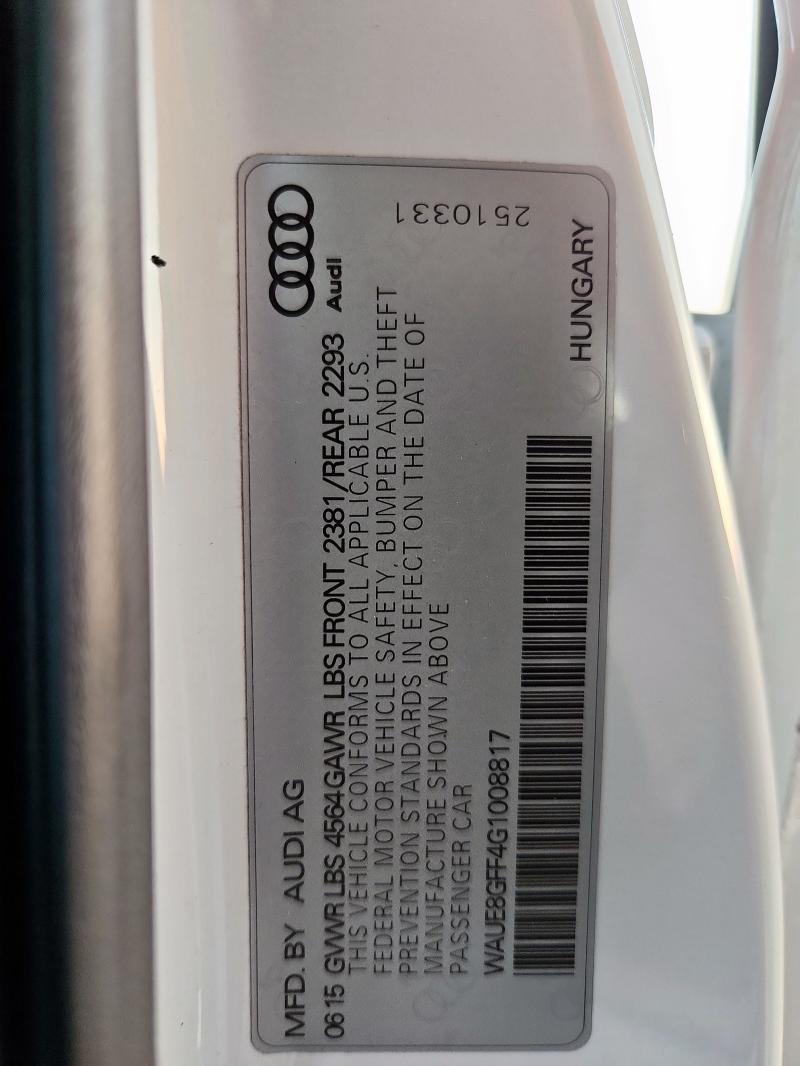 MFD. BY AUDI AG
0615 GVWR LBS 4564 GAWR LBS FRONT 2381/REAR 2293
Audi
THIS VEHICLE CONFORMS TO ALL APPLICABLE U.S.
FEDERAL MOTOR VEHICLE SAFETY, BUMPER AND THEFT
PREVENTION STANDARDS IN EFFECT ON THE DATE OF
MANUFACTURE SHOWN ABOVE
PASSENGER CAR
2510331
WAUE8GFF4G1008817
HUNGARY